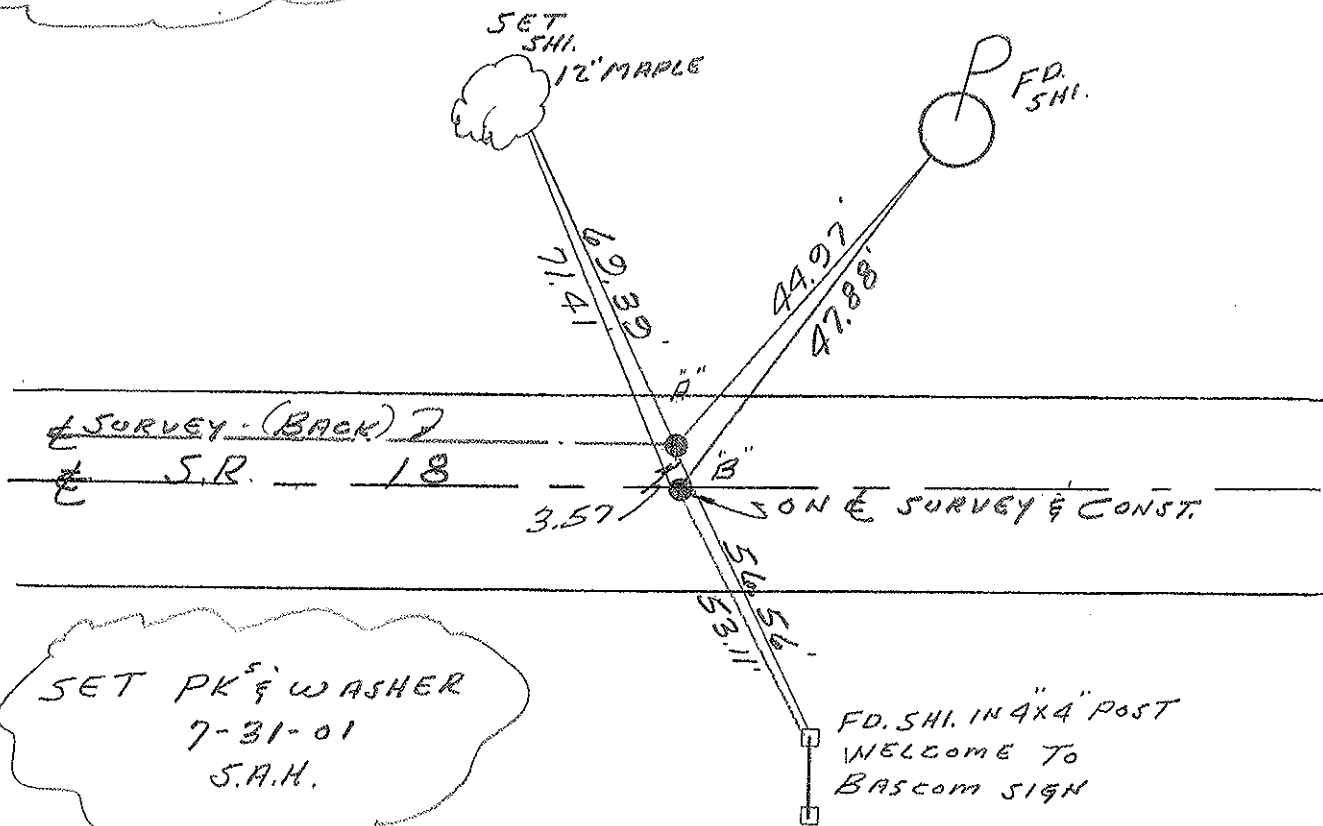 SET
SHI.
12" MAPLE
P
FD.
SHI.
69.39'
71.41
44.97'
47.88'
"A"
℄ SURVEY - (BACK)
℄ S.R. 18
"B"
3.57
ON ℄ SURVEY & CONST.
56.56'
53.11'
SET PKS & WASHER
7-31-01
S.A.H.
FD. SHI. IN 4"X4" POST
WELCOME TO
BASCOM SIGN